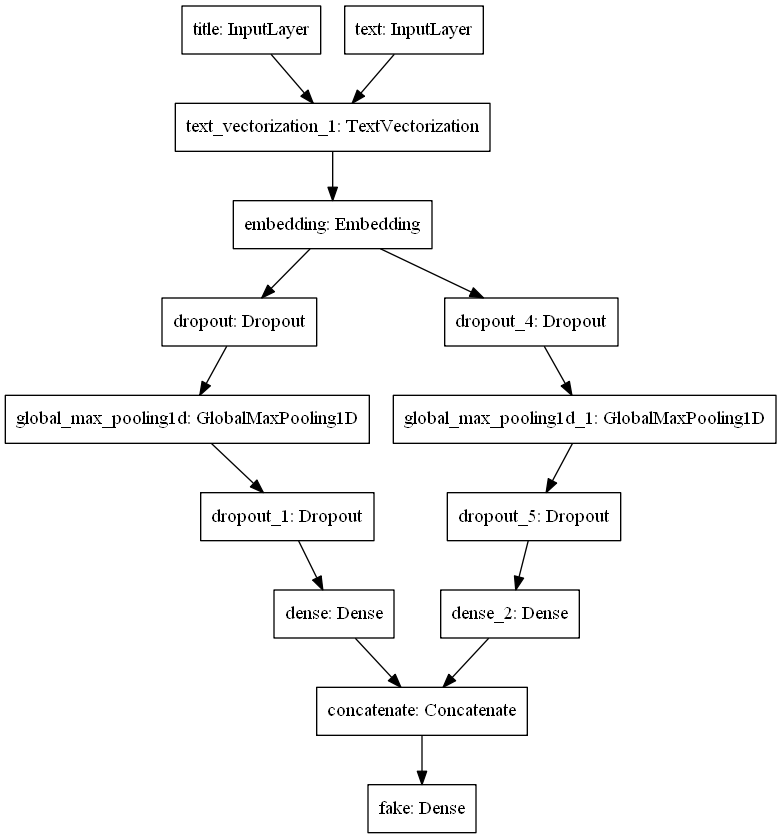 title: InputLayer
text: InputLayer
text_vectorization_1: TextVectorization
embedding: Embedding
dropout: Dropout
dropout_4: Dropout
global_max_pooling1d: GlobalMaxPooling1D
global_max_pooling1d_1: GlobalMaxPooling1D
dropout_1: Dropout
dropout_5: Dropout
dense: Dense
dense_2: Dense
concatenate: Concatenate
fake: Dense